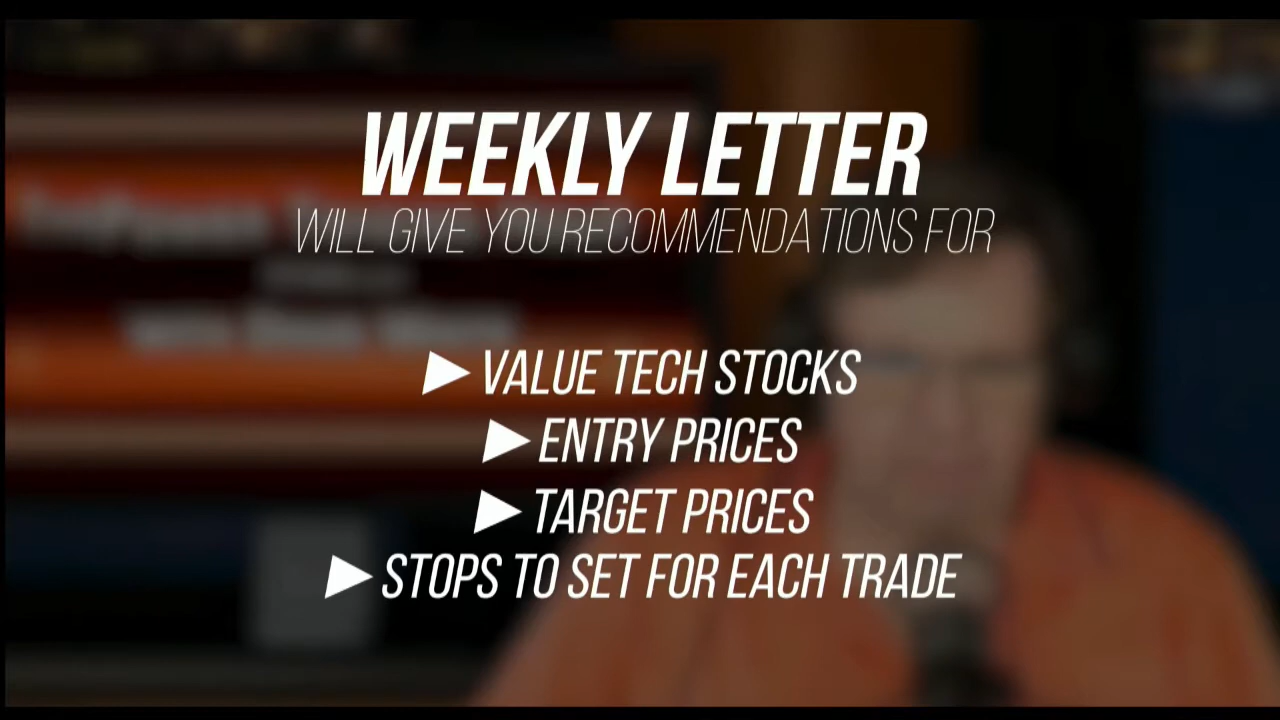 WEEKLY LETTER
WILL GIVE YOU RECOMMENDATIONS FOR
▶ VALUE TECH STOCKS
▶ ENTRY PRICES
▶ TARGET PRICES
▶ STOPS TO SET FOR EACH TRADE